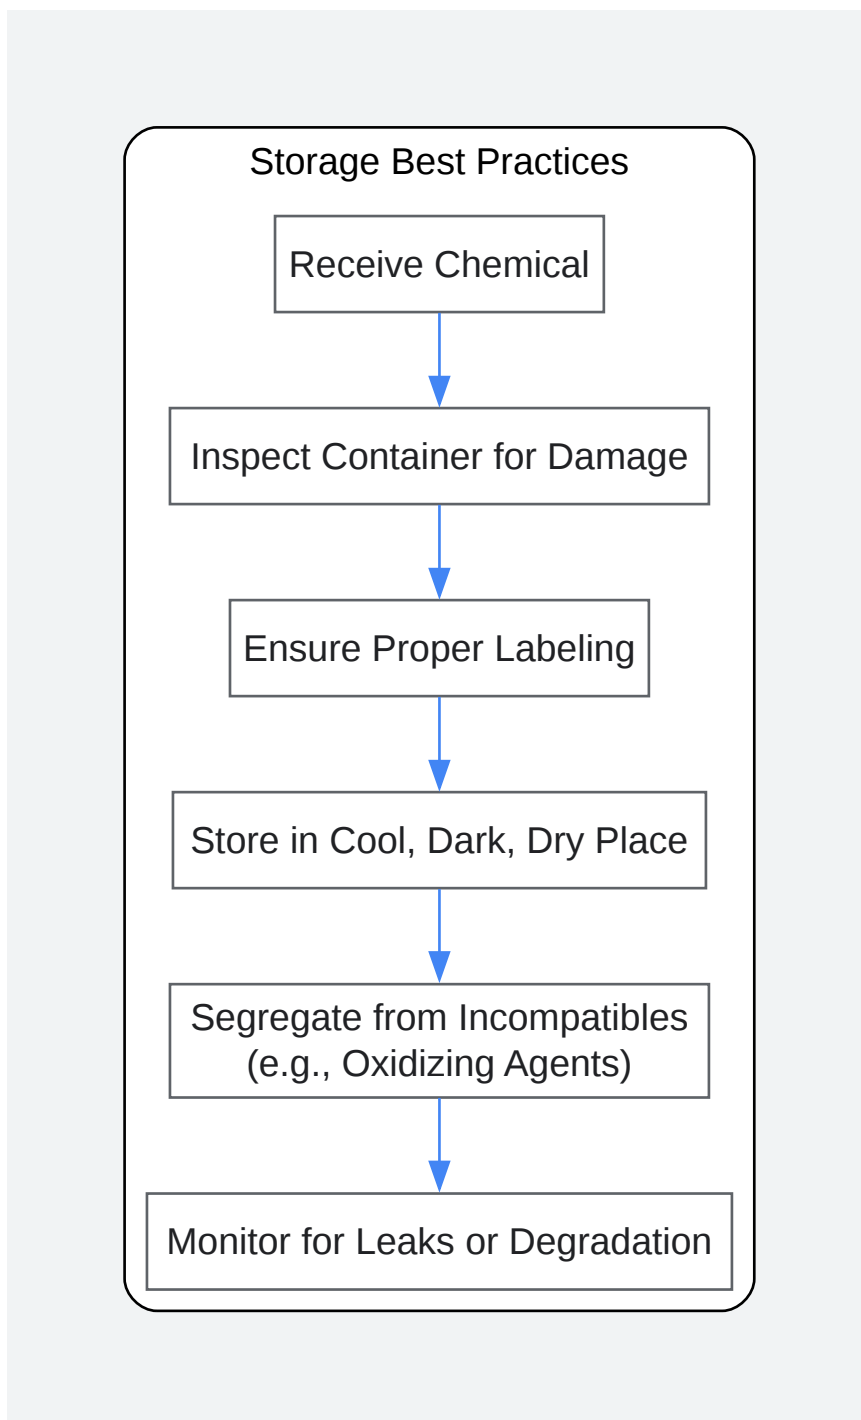 Storage Best Practices
Receive Chemical
Inspect Container for Damage
Ensure Proper Labeling
Store in Cool, Dark, Dry Place
Segregate from Incompatibles
(e.g., Oxidizing Agents)
Monitor for Leaks or Degradation